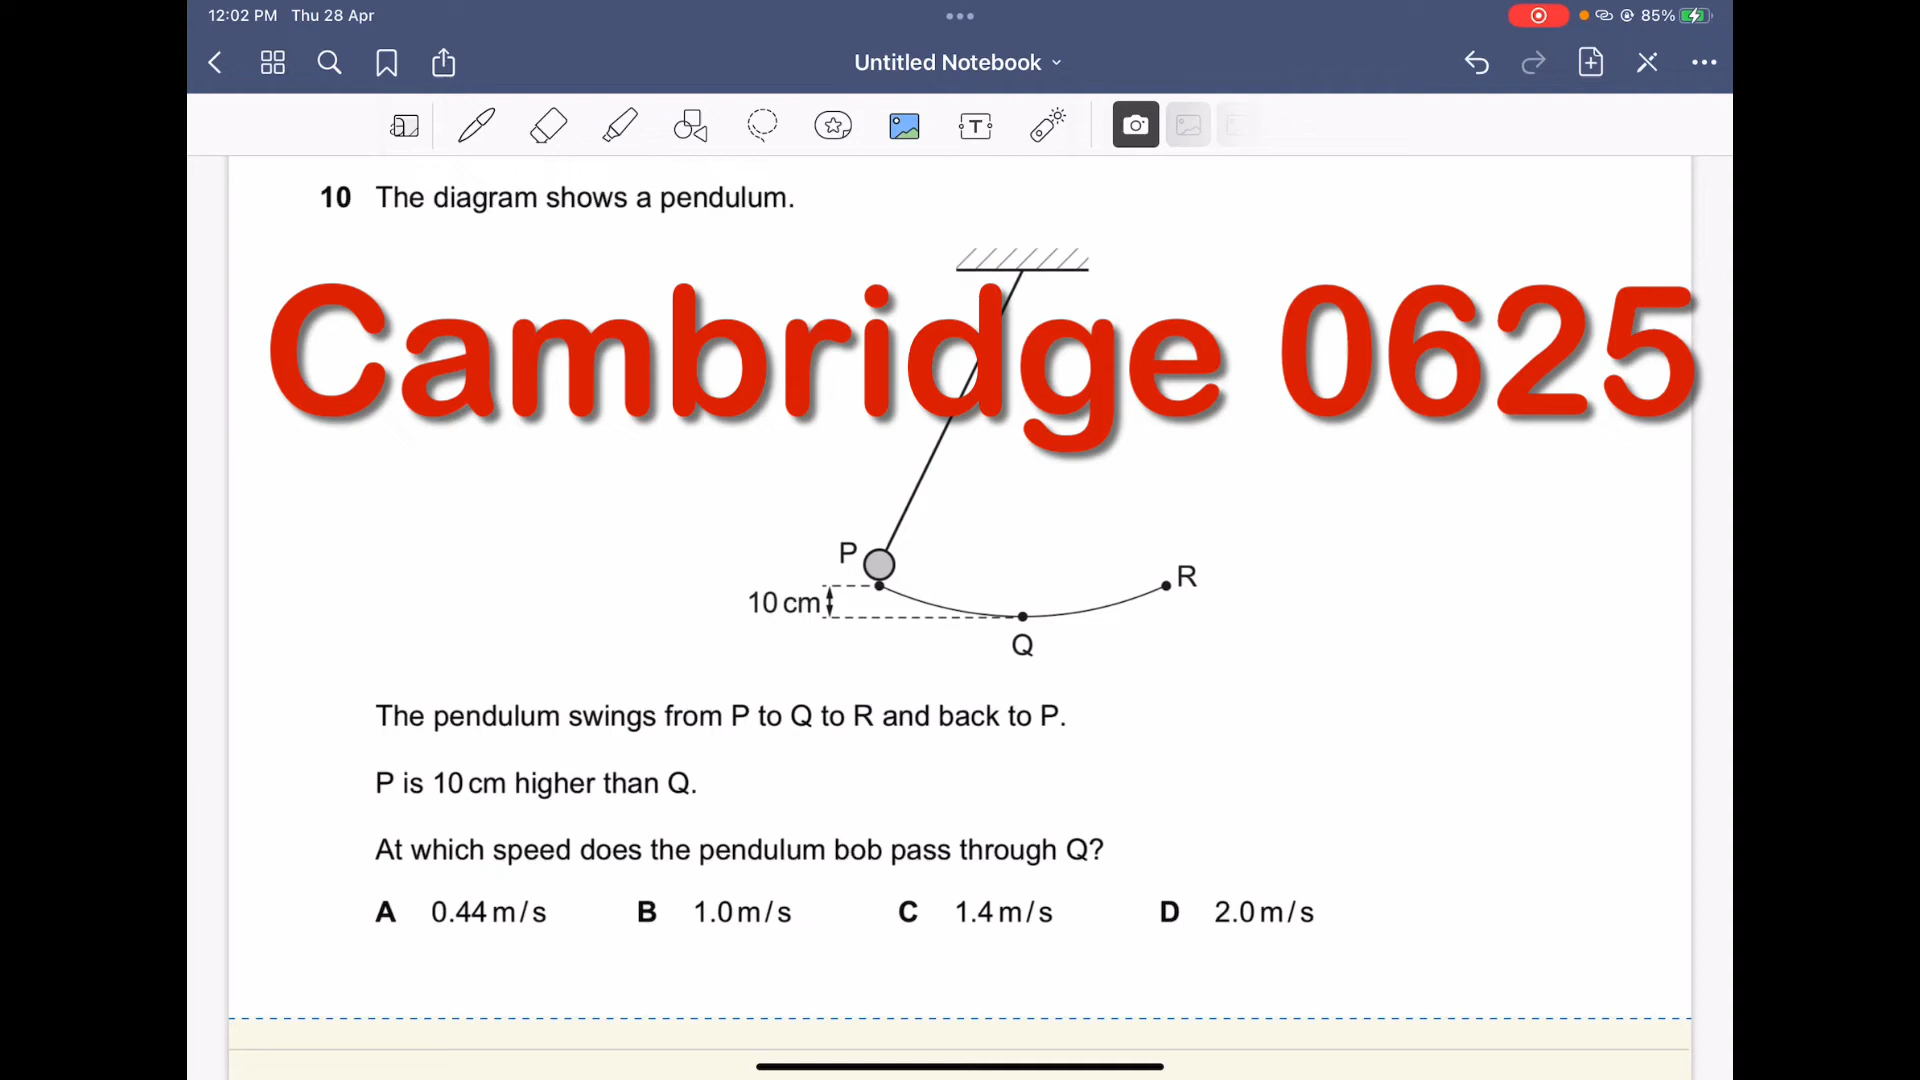 12:02 PM Thu 28 Apr
85%
Untitled Notebook
T
10 The diagram shows a pendulum.
Cambridge 0625
P
R
10 cm
Q
The pendulum swings from P to Q to R and back to P.
P is 10 cm higher than Q.
At which speed does the pendulum bob pass through Q?
A 0.44 m/s B 1.0 m/s C 1.4 m/s D 2.0 m/s